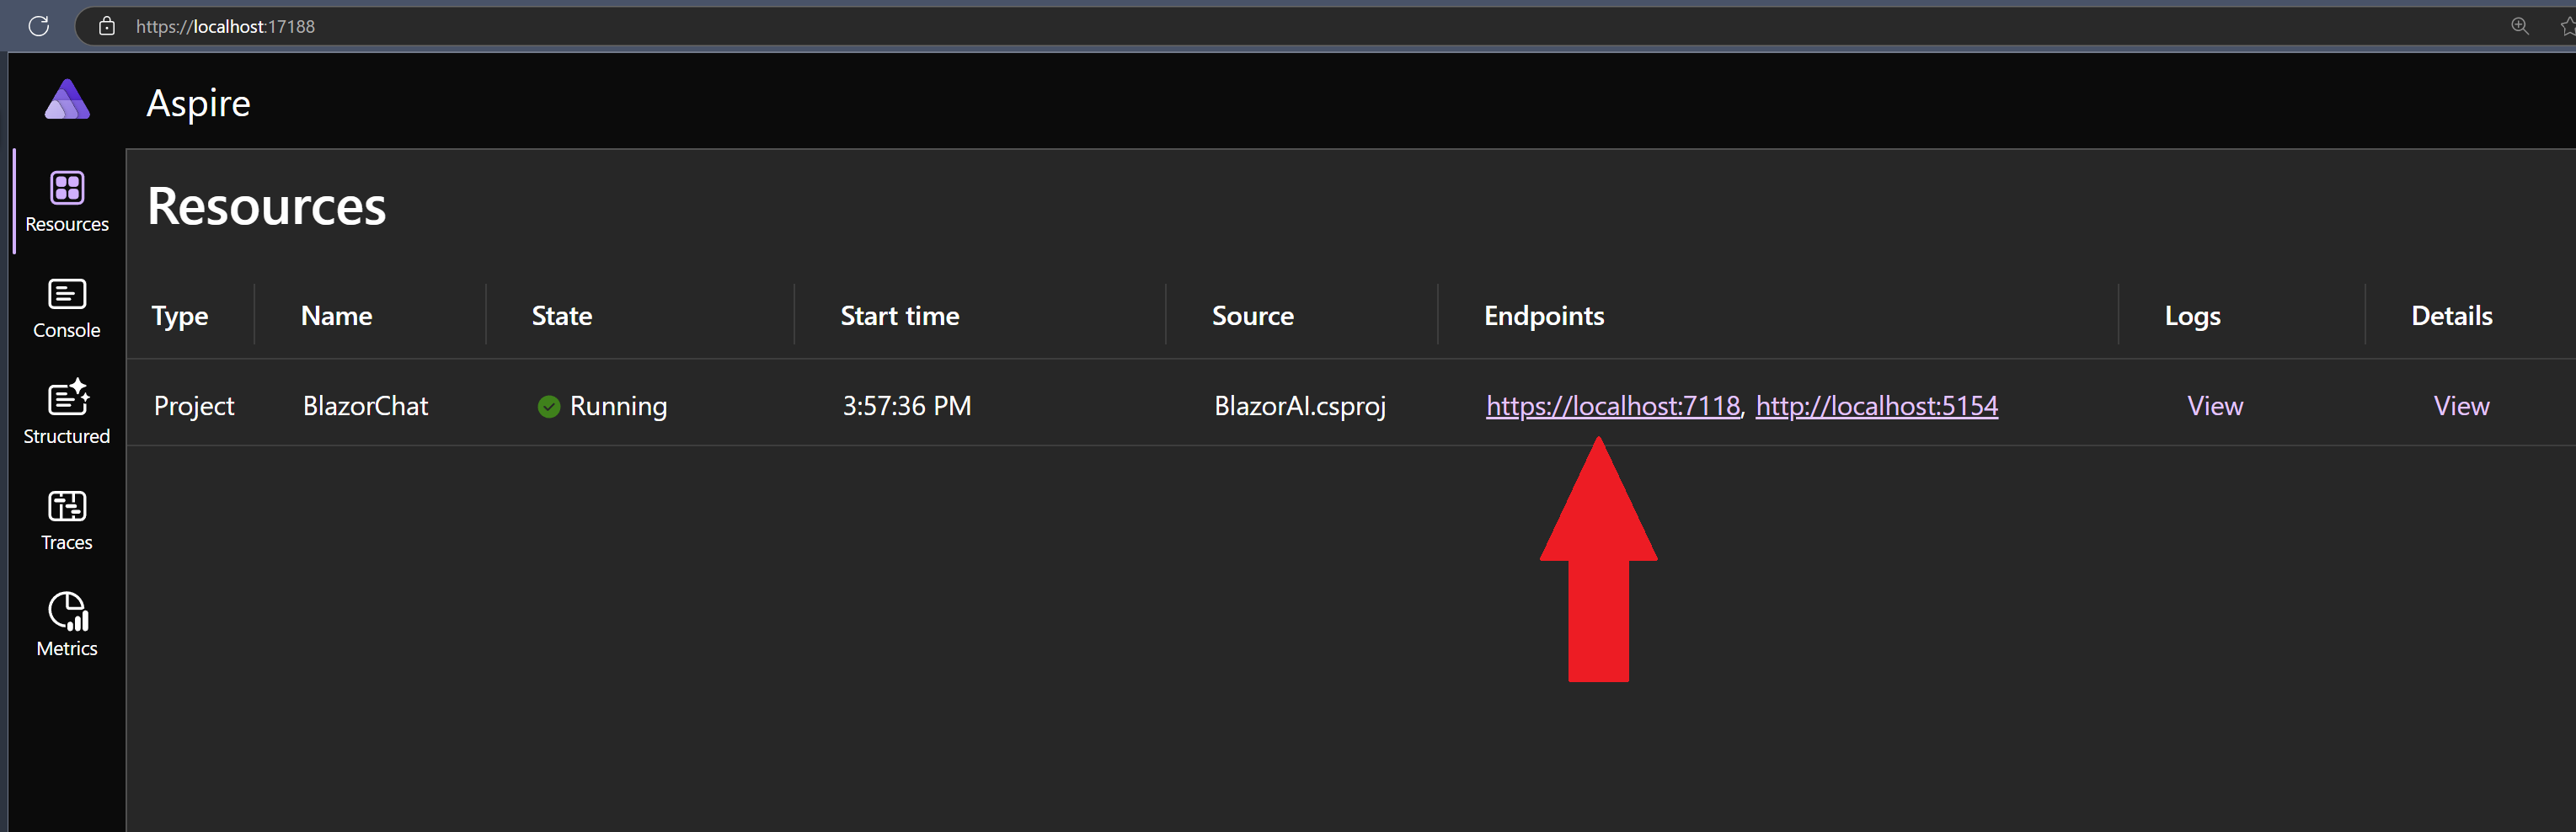 https://localhost:17188
Aspire
Resources
Resources
Console
Structured
Traces
Metrics
Type Name State Start time Source Endpoints Logs Details
Project BlazorChat Running 3:57:36 PM BlazorAI.csproj https://localhost:7118, http://localhost:5154 View View